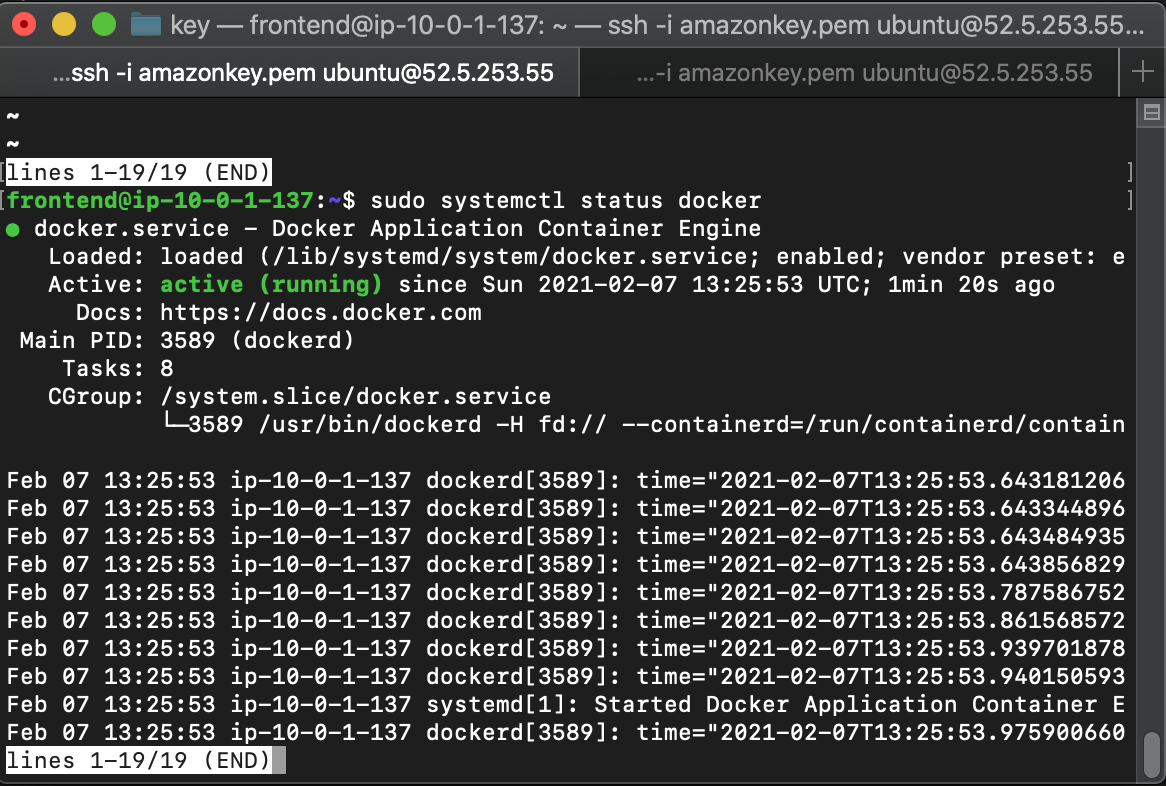 key — frontend@ip-10-0-1-137: ~ — ssh -i amazonkey.pem ubuntu@52.5.253.55...
...ssh -i amazonkey.pem ubuntu@52.5.253.55
...-i amazonkey.pem ubuntu@52.5.253.55
~
~
[lines 1-19/19 (END) ]
[frontend@ip-10-0-1-137:~$ sudo systemctl status docker ]
● docker.service - Docker Application Container Engine
Loaded: loaded (/lib/systemd/system/docker.service; enabled; vendor preset: e
Active: active (running) since Sun 2021-02-07 13:25:53 UTC; 1min 20s ago
Docs: https://docs.docker.com
Main PID: 3589 (dockerd)
Tasks: 8
CGroup: /system.slice/docker.service
└─3589 /usr/bin/dockerd -H fd:// --containerd=/run/containerd/contain
Feb 07 13:25:53 ip-10-0-1-137 dockerd[3589]: time="2021-02-07T13:25:53.643181206
Feb 07 13:25:53 ip-10-0-1-137 dockerd[3589]: time="2021-02-07T13:25:53.643344896
Feb 07 13:25:53 ip-10-0-1-137 dockerd[3589]: time="2021-02-07T13:25:53.643484935
Feb 07 13:25:53 ip-10-0-1-137 dockerd[3589]: time="2021-02-07T13:25:53.643856829
Feb 07 13:25:53 ip-10-0-1-137 dockerd[3589]: time="2021-02-07T13:25:53.787586752
Feb 07 13:25:53 ip-10-0-1-137 dockerd[3589]: time="2021-02-07T13:25:53.861568572
Feb 07 13:25:53 ip-10-0-1-137 dockerd[3589]: time="2021-02-07T13:25:53.939701878
Feb 07 13:25:53 ip-10-0-1-137 dockerd[3589]: time="2021-02-07T13:25:53.940150593
Feb 07 13:25:53 ip-10-0-1-137 systemd[1]: Started Docker Application Container E
Feb 07 13:25:53 ip-10-0-1-137 dockerd[3589]: time="2021-02-07T13:25:53.975900660
lines 1-19/19 (END)